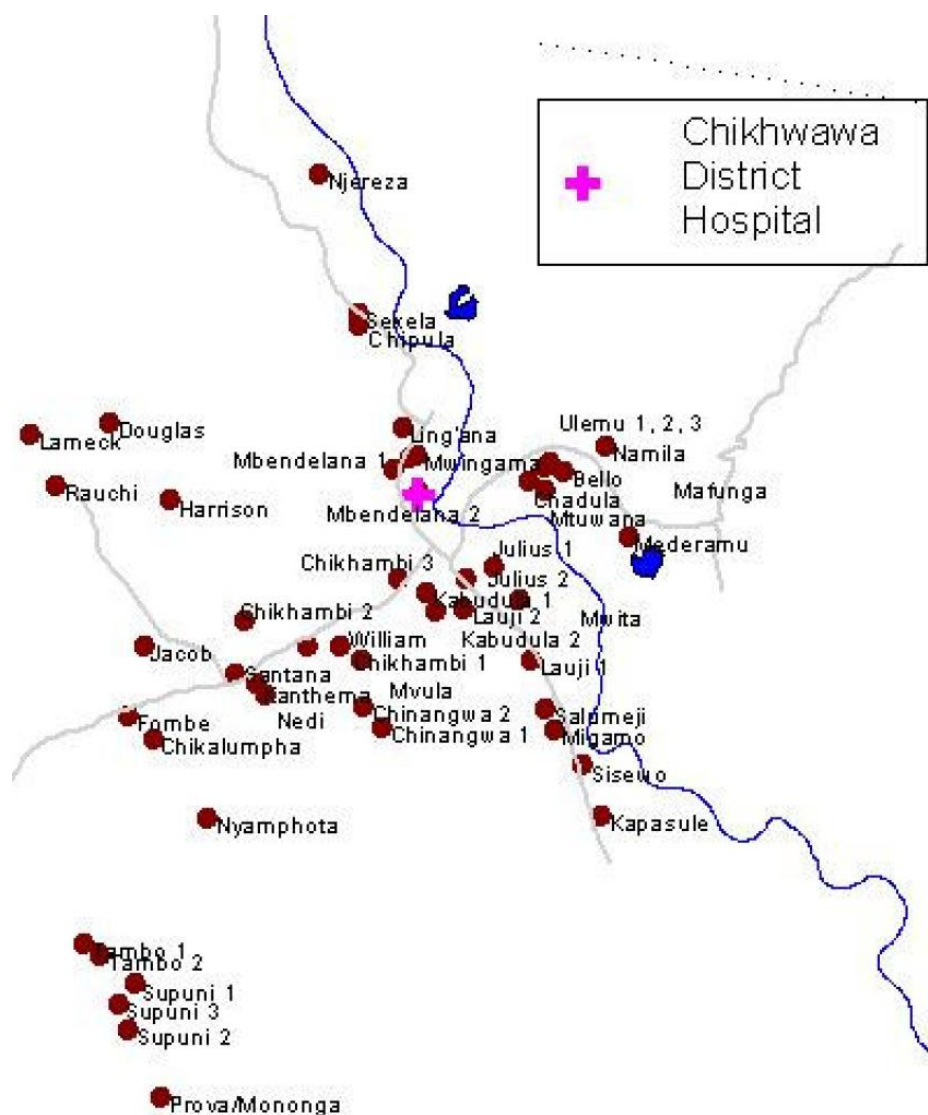 Chikhwawa
District
Hospital
Njereza
Sekela
Chipula
Douglas
Lameck
Ling'ana
Ulemu 1, 2, 3
Namila
Mbendelana 1
Mwingama
Bello
Rauchi
Harrison
Chadula
Mafunga
Mbendelana 2
Mtuwana
Mederamu
Julius 1
Chikhambi 3
Julius 2
Kabudula 1
Chikhambi 2
Lauji 2
Mwita
William
Kabudula 2
Jacob
Chikhambi 1
Lauji 1
Santana
Kanthema
Mvula
Nedi
Chinangwa 2
Salumeji
Fombe
Chinangwa 1
Migamo
Chikalumpha
Sisewo
Nyamphota
Kapasule
Tambo 1
Tambo 2
Supuni 1
Supuni 3
Supuni 2
Prova/Mononga